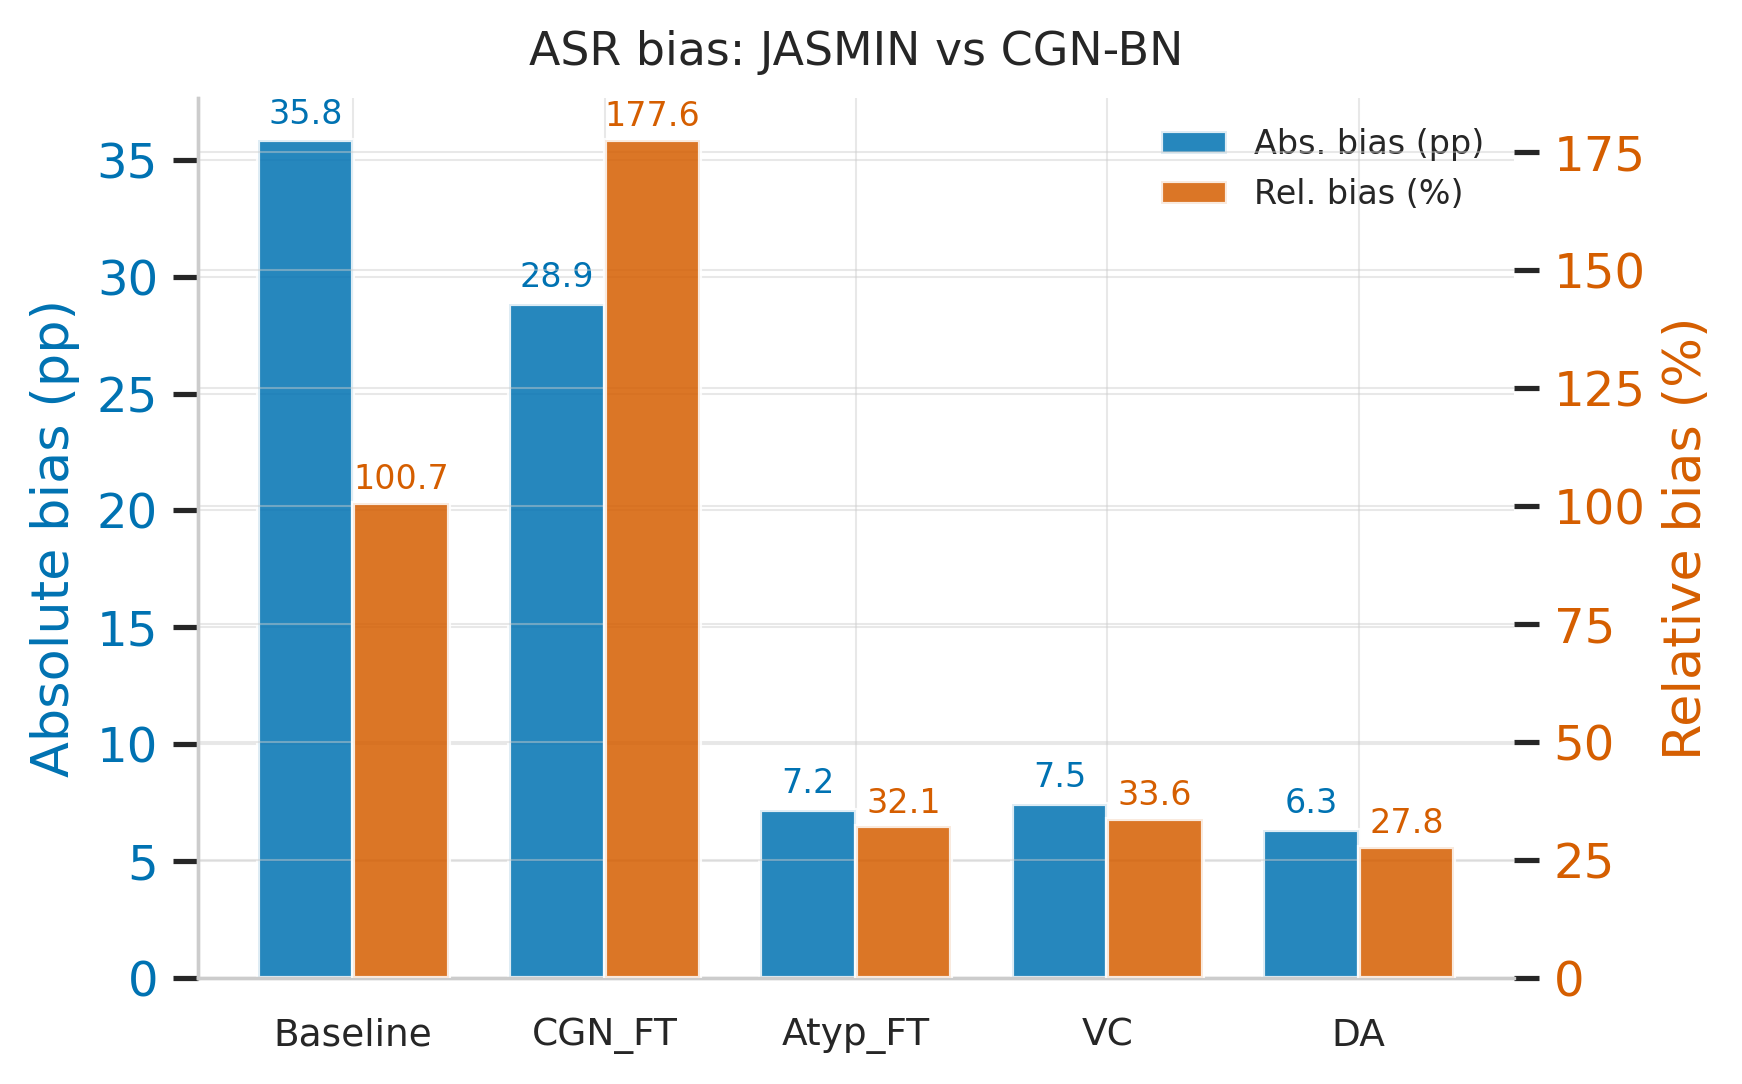 ASR bias: JASMIN vs CGN-BN
35.8
177.6
Abs. bias (pp)
Rel. bias (%)
28.9
100.7
7.2
32.1
7.5
33.6
6.3
27.8
Absolute bias (pp)
35
30
25
20
15
10
5
0
Relative bias (%)
175
150
125
100
75
50
25
0
Baseline
CGN_FT
Atyp_FT
VC
DA